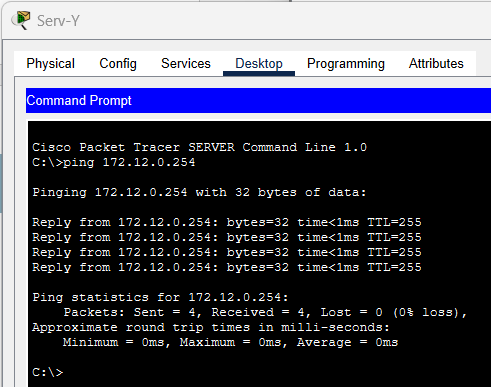 Serv-Y
Physical Config Services Desktop Programming Attributes
Command Prompt
Cisco Packet Tracer SERVER Command Line 1.0
C:\>ping 172.12.0.254
Pinging 172.12.0.254 with 32 bytes of data:
Reply from 172.12.0.254: bytes=32 time<1ms TTL=255
Reply from 172.12.0.254: bytes=32 time<1ms TTL=255
Reply from 172.12.0.254: bytes=32 time<1ms TTL=255
Reply from 172.12.0.254: bytes=32 time<1ms TTL=255
Ping statistics for 172.12.0.254:
Packets: Sent = 4, Received = 4, Lost = 0 (0% loss),
Approximate round trip times in milli-seconds:
Minimum = 0ms, Maximum = 0ms, Average = 0ms
C:\>